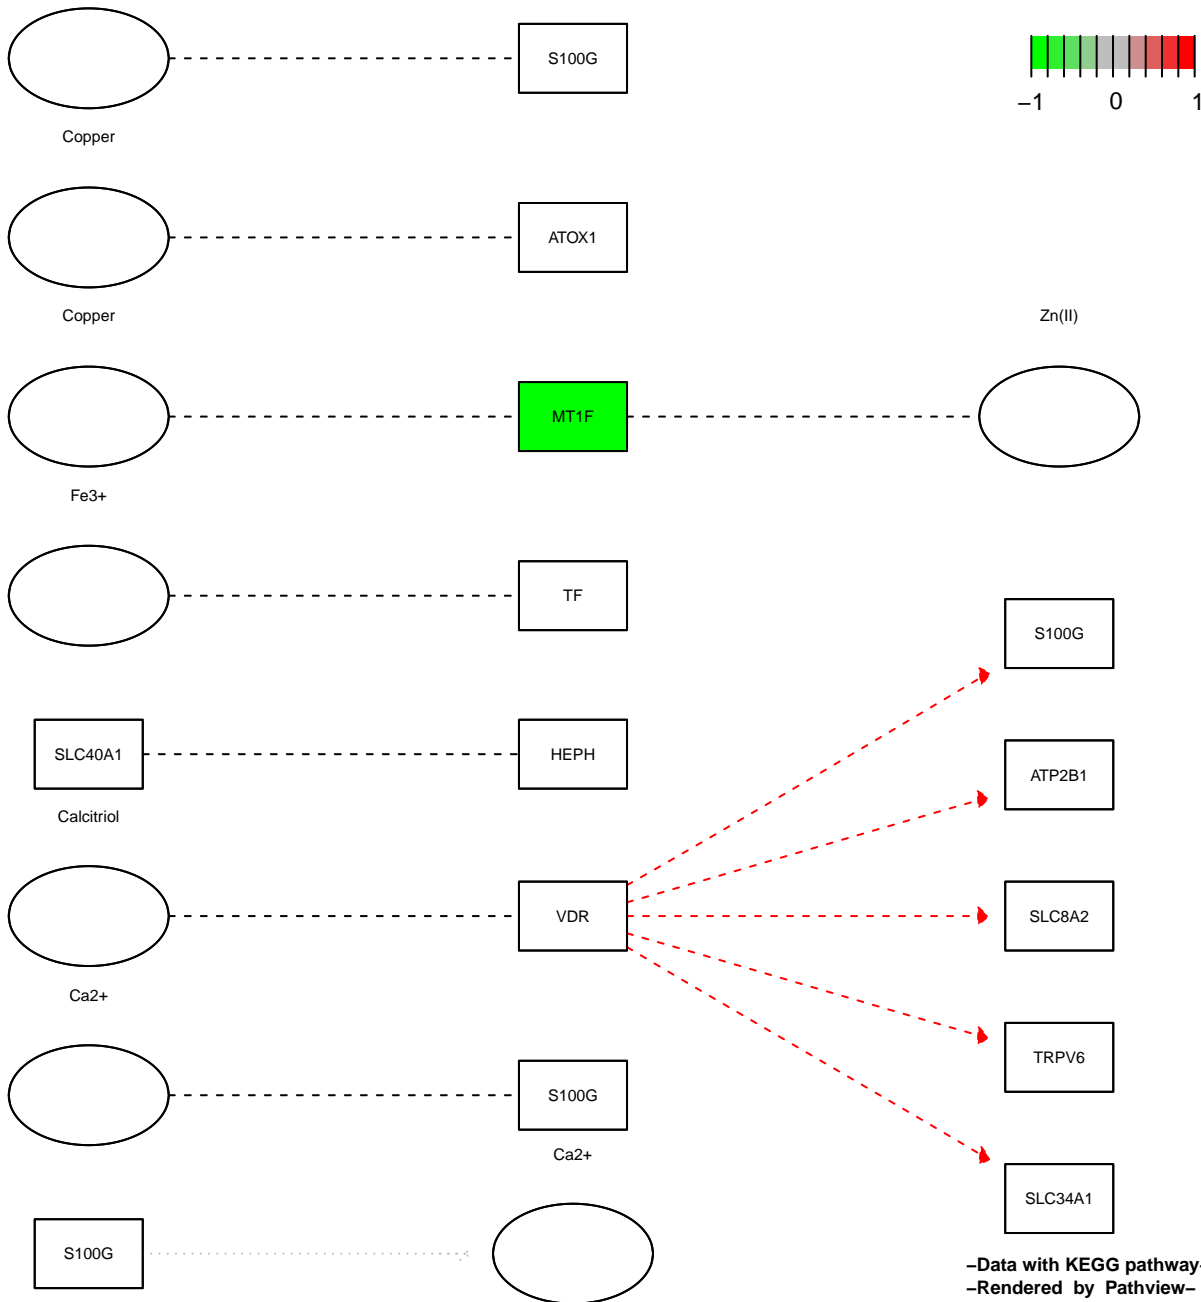 S100G
−1 0 1
Copper
ATOX1
Copper
Zn(II)
MT1F
Fe3+
TF
S100G
SLC40A1
HEPH
ATP2B1
Calcitriol
VDR
SLC8A2
Ca2+
TRPV6
S100G
Ca2+
SLC34A1
S100G
−Data with KEGG pathway-
−Rendered by Pathview−